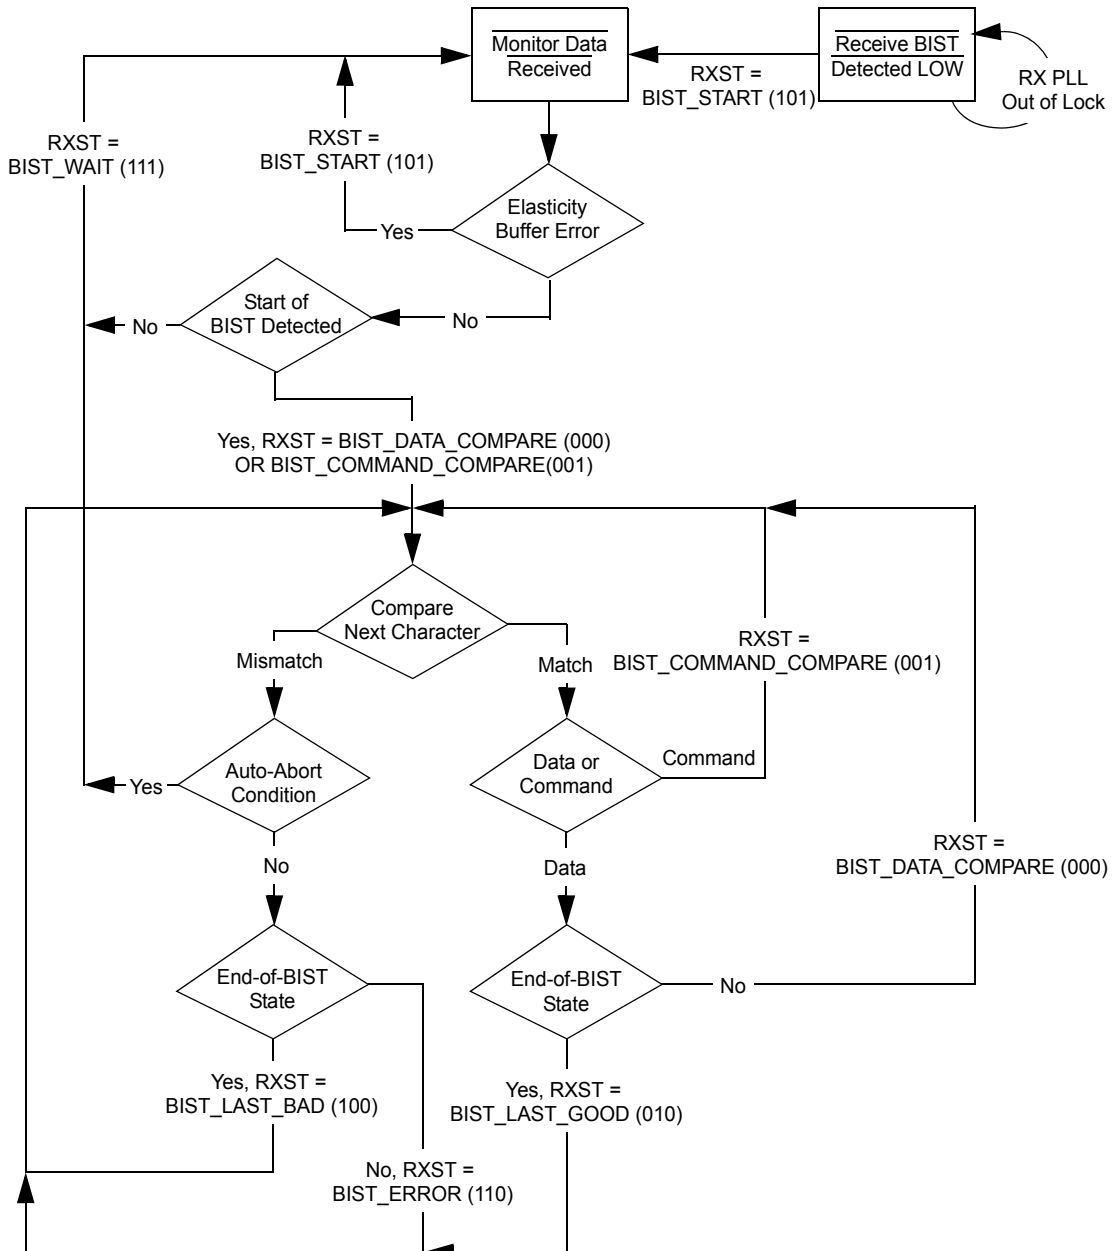 Monitor Data
Received
Receive BIST
Detected LOW
RX PLL
Out of Lock
RXST =
BIST_START (101)
RXST =
BIST_WAIT (111)
RXST =
BIST_START (101)
Elasticity
Buffer Error
Yes
Start of
BIST Detected
No
No
Yes, RXST = BIST_DATA_COMPARE (000)
OR BIST_COMMAND_COMPARE(001)
Compare
Next Character
Mismatch
Match
RXST =
BIST_COMMAND_COMPARE (001)
Auto-Abort
Condition
Yes
Data or
Command
Command
No
Data
RXST =
BIST_DATA_COMPARE (000)
End-of-BIST
State
End-of-BIST
State
No
Yes, RXST =
BIST_LAST_BAD (100)
Yes, RXST =
BIST_LAST_GOOD (010)
No, RXST =
BIST_ERROR (110)